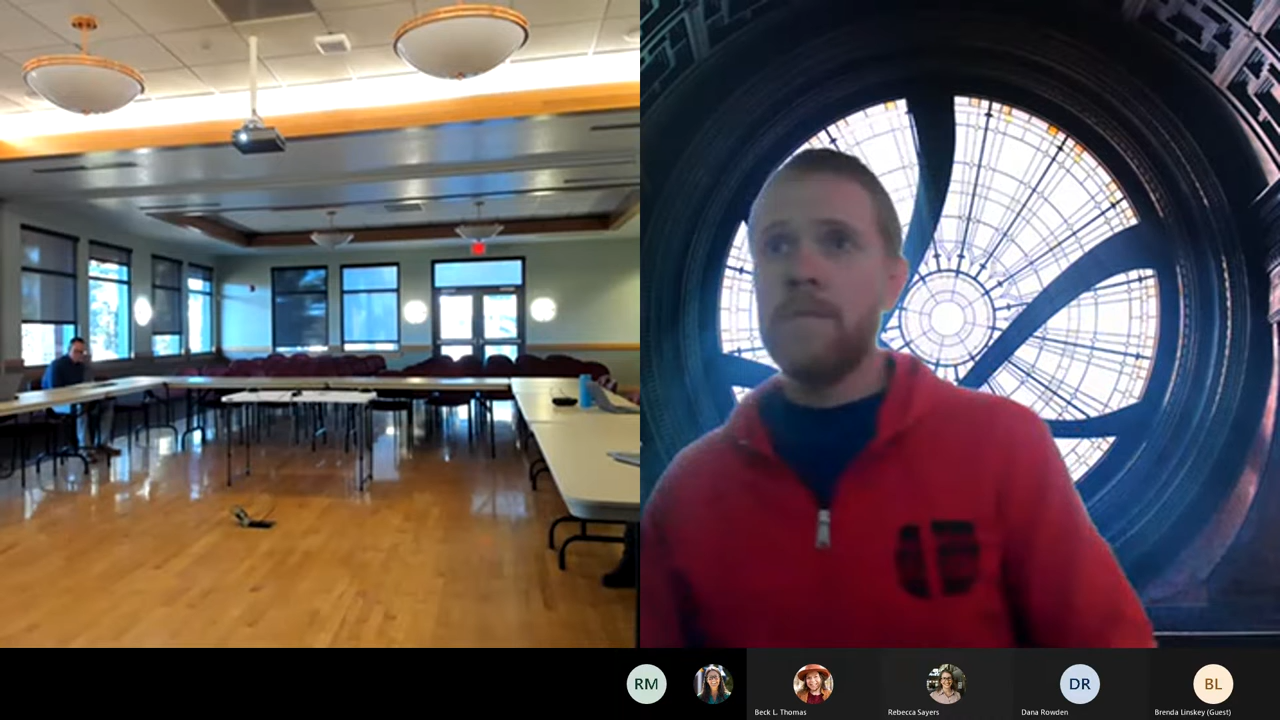 RM
DR
BL
Beck L. Thomas
Rebecca Sayers
Dana Rowden
Brenda Linskey (Guest)